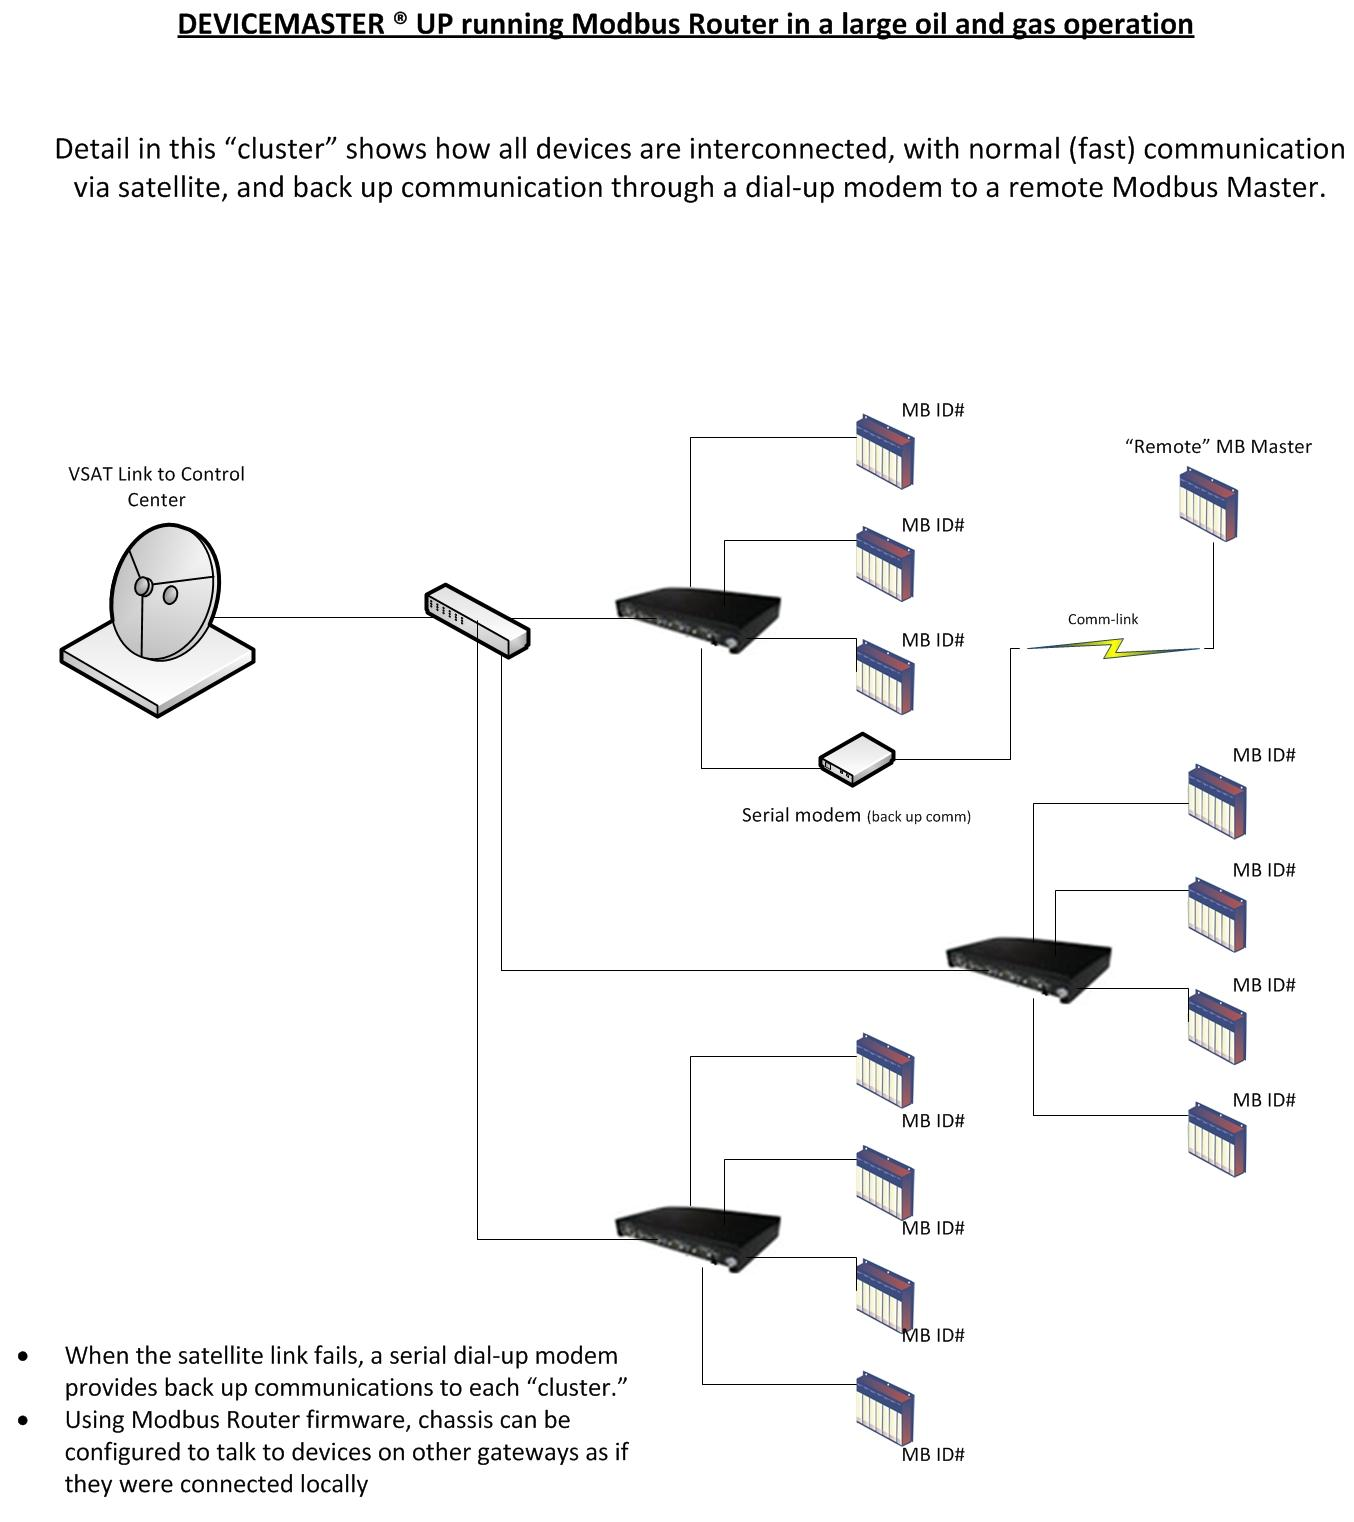 DEVICEMASTER ® UP running Modbus Router in a large oil and gas operation
Detail in this “cluster” shows how all devices are interconnected, with normal (fast) communication
via satellite, and back up communication through a dial-up modem to a remote Modbus Master.
MB ID#
“Remote” MB Master
VSAT Link to Control
Center
MB ID#
Comm-link
MB ID#
MB ID#
Serial modem (back up comm)
MB ID#
MB ID#
MB ID#
MB ID#
MB ID#
MB ID#
MB ID#
• When the satellite link fails, a serial dial-up modem
provides back up communications to each “cluster.”
• Using Modbus Router firmware, chassis can be
configured to talk to devices on other gateways as if
they were connected locally